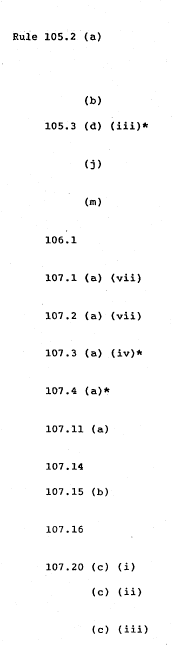 Rule 105.2 (a)
(b)
105.3 (d) (iii)*
(j)
(m)
106.1
107.1 (a) (vii)
107.2 (a) (vii)
107.3 (a) (iv)*
107.4 (a)*
107.11 (a)
107.14
107.15 (b)
107.16
107.20 (c) (i)
(c) (ii)
(c) (iii)